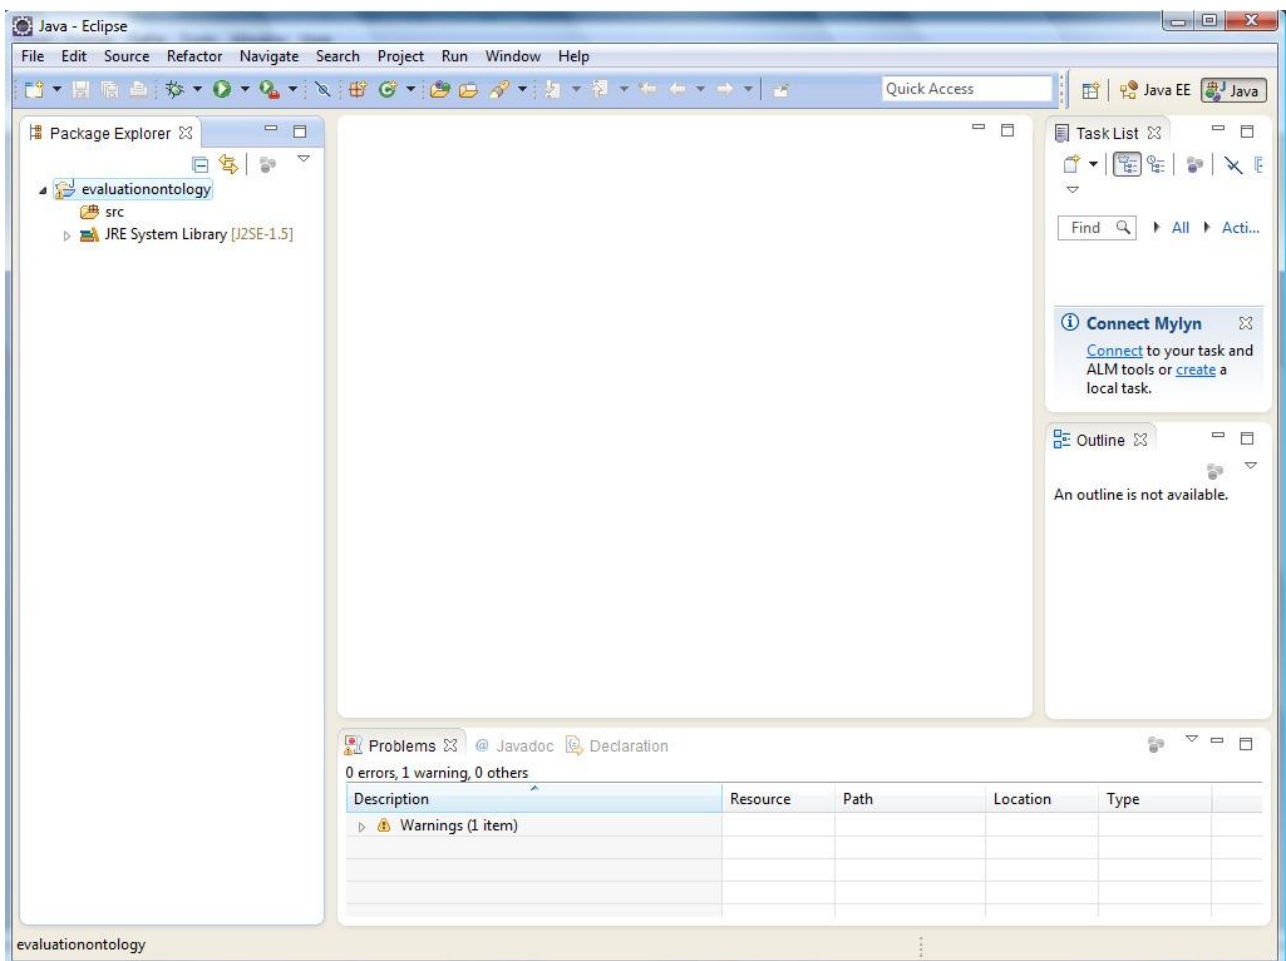 Java - Eclipse
File Edit Source Refactor Navigate Search Project Run Window Help
Quick Access
Java EE
Java
Package Explorer
evaluationontology
src
JRE System Library [J2SE-1.5]
Task List
Find
All
Acti...
Connect Mylyn
Connect to your task and
ALM tools or create a
local task.
Outline
An outline is not available.
Problems @ Javadoc Declaration
0 errors, 1 warning, 0 others
Description Resource Path Location Type
Warnings (1 item)
evaluationontology